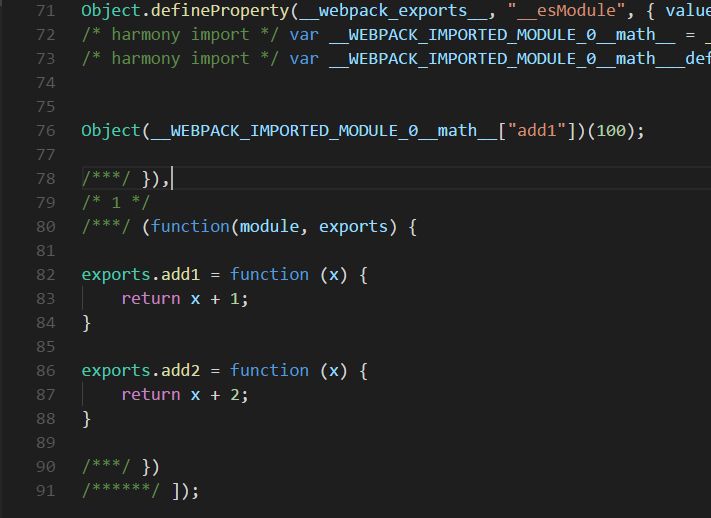 71 Object.defineProperty(__webpack_exports__, "__esModule", { value
72 /* harmony import */ var __WEBPACK_IMPORTED_MODULE_0__math__ = _
73 /* harmony import */ var __WEBPACK_IMPORTED_MODULE_0__math___def
74
75
76 Object(__WEBPACK_IMPORTED_MODULE_0__math__["add1"])(100);
77
78 /***/ }),
79 /* 1 */
80 /***/ (function(module, exports) {
81
82 exports.add1 = function (x) {
83 return x + 1;
84 }
85
86 exports.add2 = function (x) {
87 return x + 2;
88 }
89
90 /***/ })
91 /******/ ]);